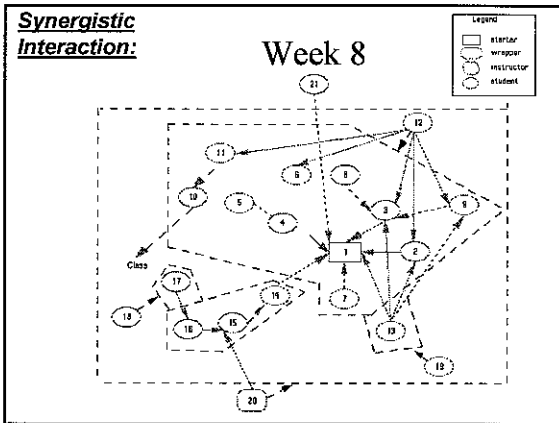 Synergistic
Interaction:
Week 8
Legend
starter
wrapper
instructor
student
21
12
11
6
8
10
5
3
9
4
1
2
Class
17
14
7
18
16
15
13
19
20